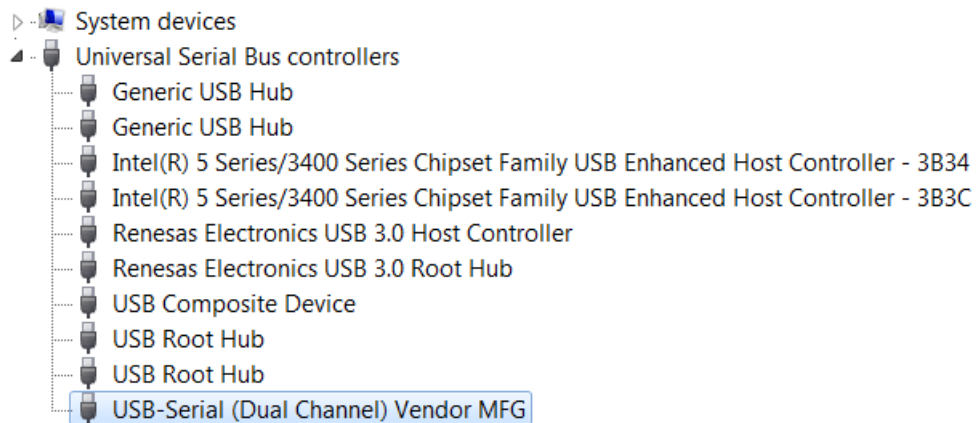 System devices
Universal Serial Bus controllers
Generic USB Hub
Generic USB Hub
Intel(R) 5 Series/3400 Series Chipset Family USB Enhanced Host Controller - 3B34
Intel(R) 5 Series/3400 Series Chipset Family USB Enhanced Host Controller - 3B3C
Renesas Electronics USB 3.0 Host Controller
Renesas Electronics USB 3.0 Root Hub
USB Composite Device
USB Root Hub
USB Root Hub
USB-Serial (Dual Channel) Vendor MFG